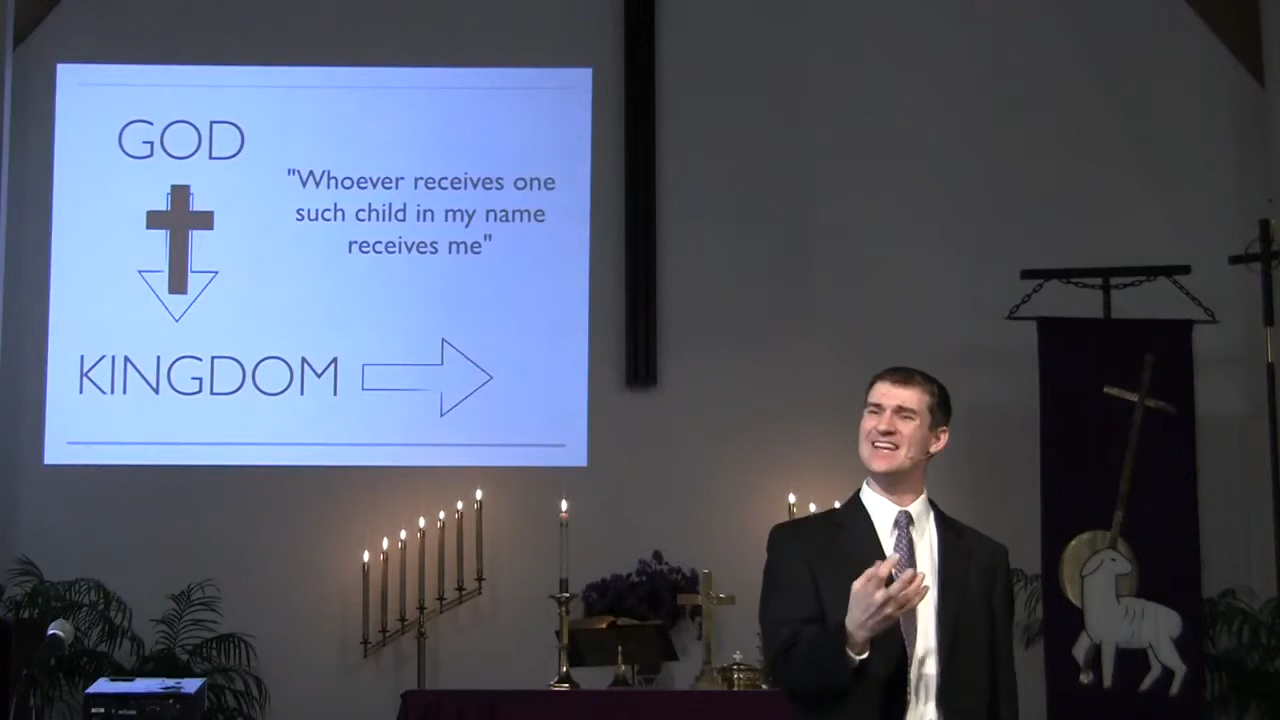 GOD
"Whoever receives one
such child in my name
receives me"
KINGDOM